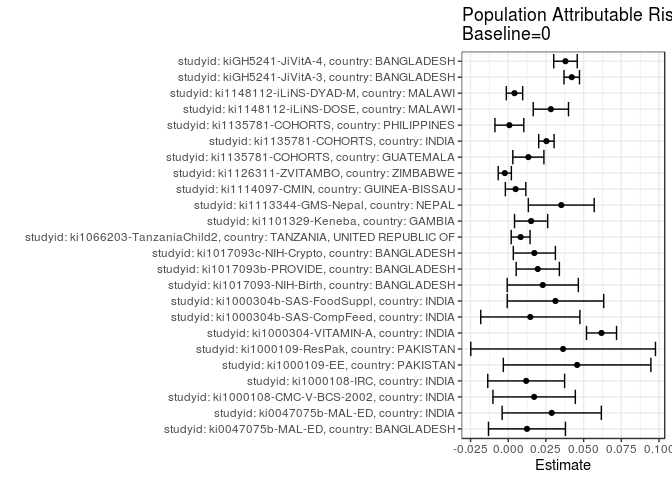 Population Attributable Ris
Baseline=0
studyid: kiGH5241-JiVitA-4, country: BANGLADESH
studyid: kiGH5241-JiVitA-3, country: BANGLADESH
studyid: ki1148112-iLiNS-DYAD-M, country: MALAWI
studyid: ki1148112-iLiNS-DOSE, country: MALAWI
studyid: ki1135781-COHORTS, country: PHILIPPINES
studyid: ki1135781-COHORTS, country: INDIA
studyid: ki1135781-COHORTS, country: GUATEMALA
studyid: ki1126311-ZVITAMBO, country: ZIMBABWE
studyid: ki1114097-CMIN, country: GUINEA-BISSAU
studyid: ki1113344-GMS-Nepal, country: NEPAL
studyid: ki1101329-Keneba, country: GAMBIA
studyid: ki1066203-TanzaniaChild2, country: TANZANIA, UNITED REPUBLIC OF
studyid: ki1017093c-NIH-Crypto, country: BANGLADESH
studyid: ki1017093b-PROVIDE, country: BANGLADESH
studyid: ki1017093-NIH-Birth, country: BANGLADESH
studyid: ki1000304b-SAS-FoodSuppl, country: INDIA
studyid: ki1000304b-SAS-CompFeed, country: INDIA
studyid: ki1000304-VITAMIN-A, country: INDIA
studyid: ki1000109-ResPak, country: PAKISTAN
studyid: ki1000109-EE, country: PAKISTAN
studyid: ki1000108-IRC, country: INDIA
studyid: ki1000108-CMC-V-BCS-2002, country: INDIA
studyid: ki0047075b-MAL-ED, country: INDIA
studyid: ki0047075b-MAL-ED, country: BANGLADESH
-0.025 0.000 0.025 0.050 0.075 0.100
Estimate